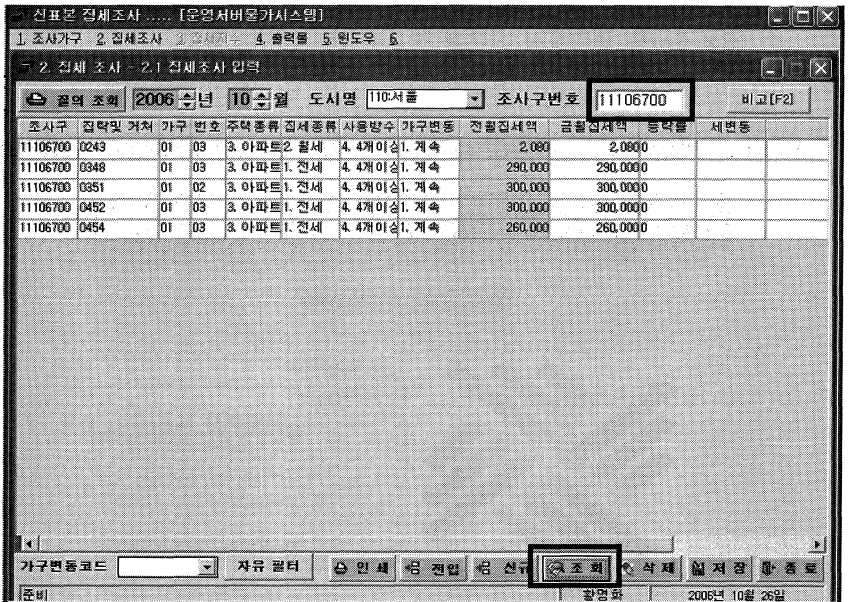 신표본 집세조사 ..... [운영서버물가시스템]
1. 조사가구 2. 집세조사 3. 집세지수 4. 출력물 5. 윈도우 6.
2. 집세 조사 - 2.1 집세조사 입력
질의 조회 2006 년 10 월 도시명 110:서울 조사구번호 11106700 비고[F2]
조사구 집락및 거처 가구 번호 주택종류 집세종류 사용방수 가구변동 전월집세액 금월집세액 등락률 세변동
11106700 0243 01 03 3. 아파트 2. 월세 4. 4개이상 1. 계속 2,080 2,080 0
11106700 0348 01 03 3. 아파트 1. 전세 4. 4개이상 1. 계속 290,000 290,000 0
11106700 0351 01 02 3. 아파트 1. 전세 4. 4개이상 1. 계속 300,000 300,000 0
11106700 0452 01 03 3. 아파트 1. 전세 4. 4개이상 1. 계속 300,000 300,000 0
11106700 0454 01 03 3. 아파트 1. 전세 4. 4개이상 1. 계속 260,000 260,000 0
가구변동코드 자유 필터 인 쇄 전입 신규 조 회 삭 제 저 장 종 료
준비 황명화 2006년 10월 26일